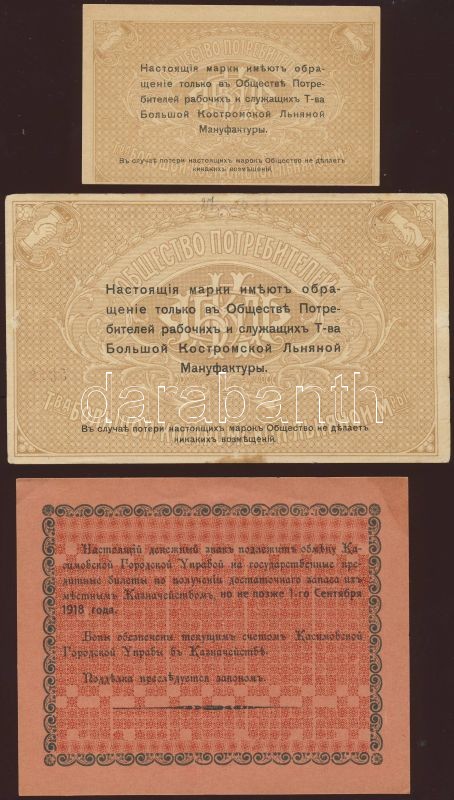 Настоящія марки имѣютъ обра-
щеніе только въ Обществѣ Потре-
бителей рабочихъ и служащихъ Т-ва
Большой Костромской Льняной
Мануфактуры.
Въ случаѣ потери настоящихъ марокъ Общество не дѣлаетъ
никакихъ возмѣщеній.
ОБЩЕСТВО ПОТРЕБИТЕЛЕЙ
Настоящія марки имѣютъ обра-
щеніе только въ Обществѣ Потре-
бителей рабочихъ и служащихъ Т-ва
Большой Костромской Льняной
Мануфактуры.
darabanth
Въ случаѣ потери настоящихъ марокъ Общество не дѣлаетъ
никакихъ возмѣщеній.
Настоящій денежный знакъ подлежитъ обмѣну Ка-
симовской Городской Управой на государственные кре-
дитные билеты по полученіи достаточнаго запаса ихъ
мѣстнымъ Казначействомъ, но не позже 1-го Сентября
1918 года.
Боны обезпечены текущимъ счетомъ Касимовской
Городской Управы въ Казначействѣ.
Поддѣлка преслѣдуется закономъ.